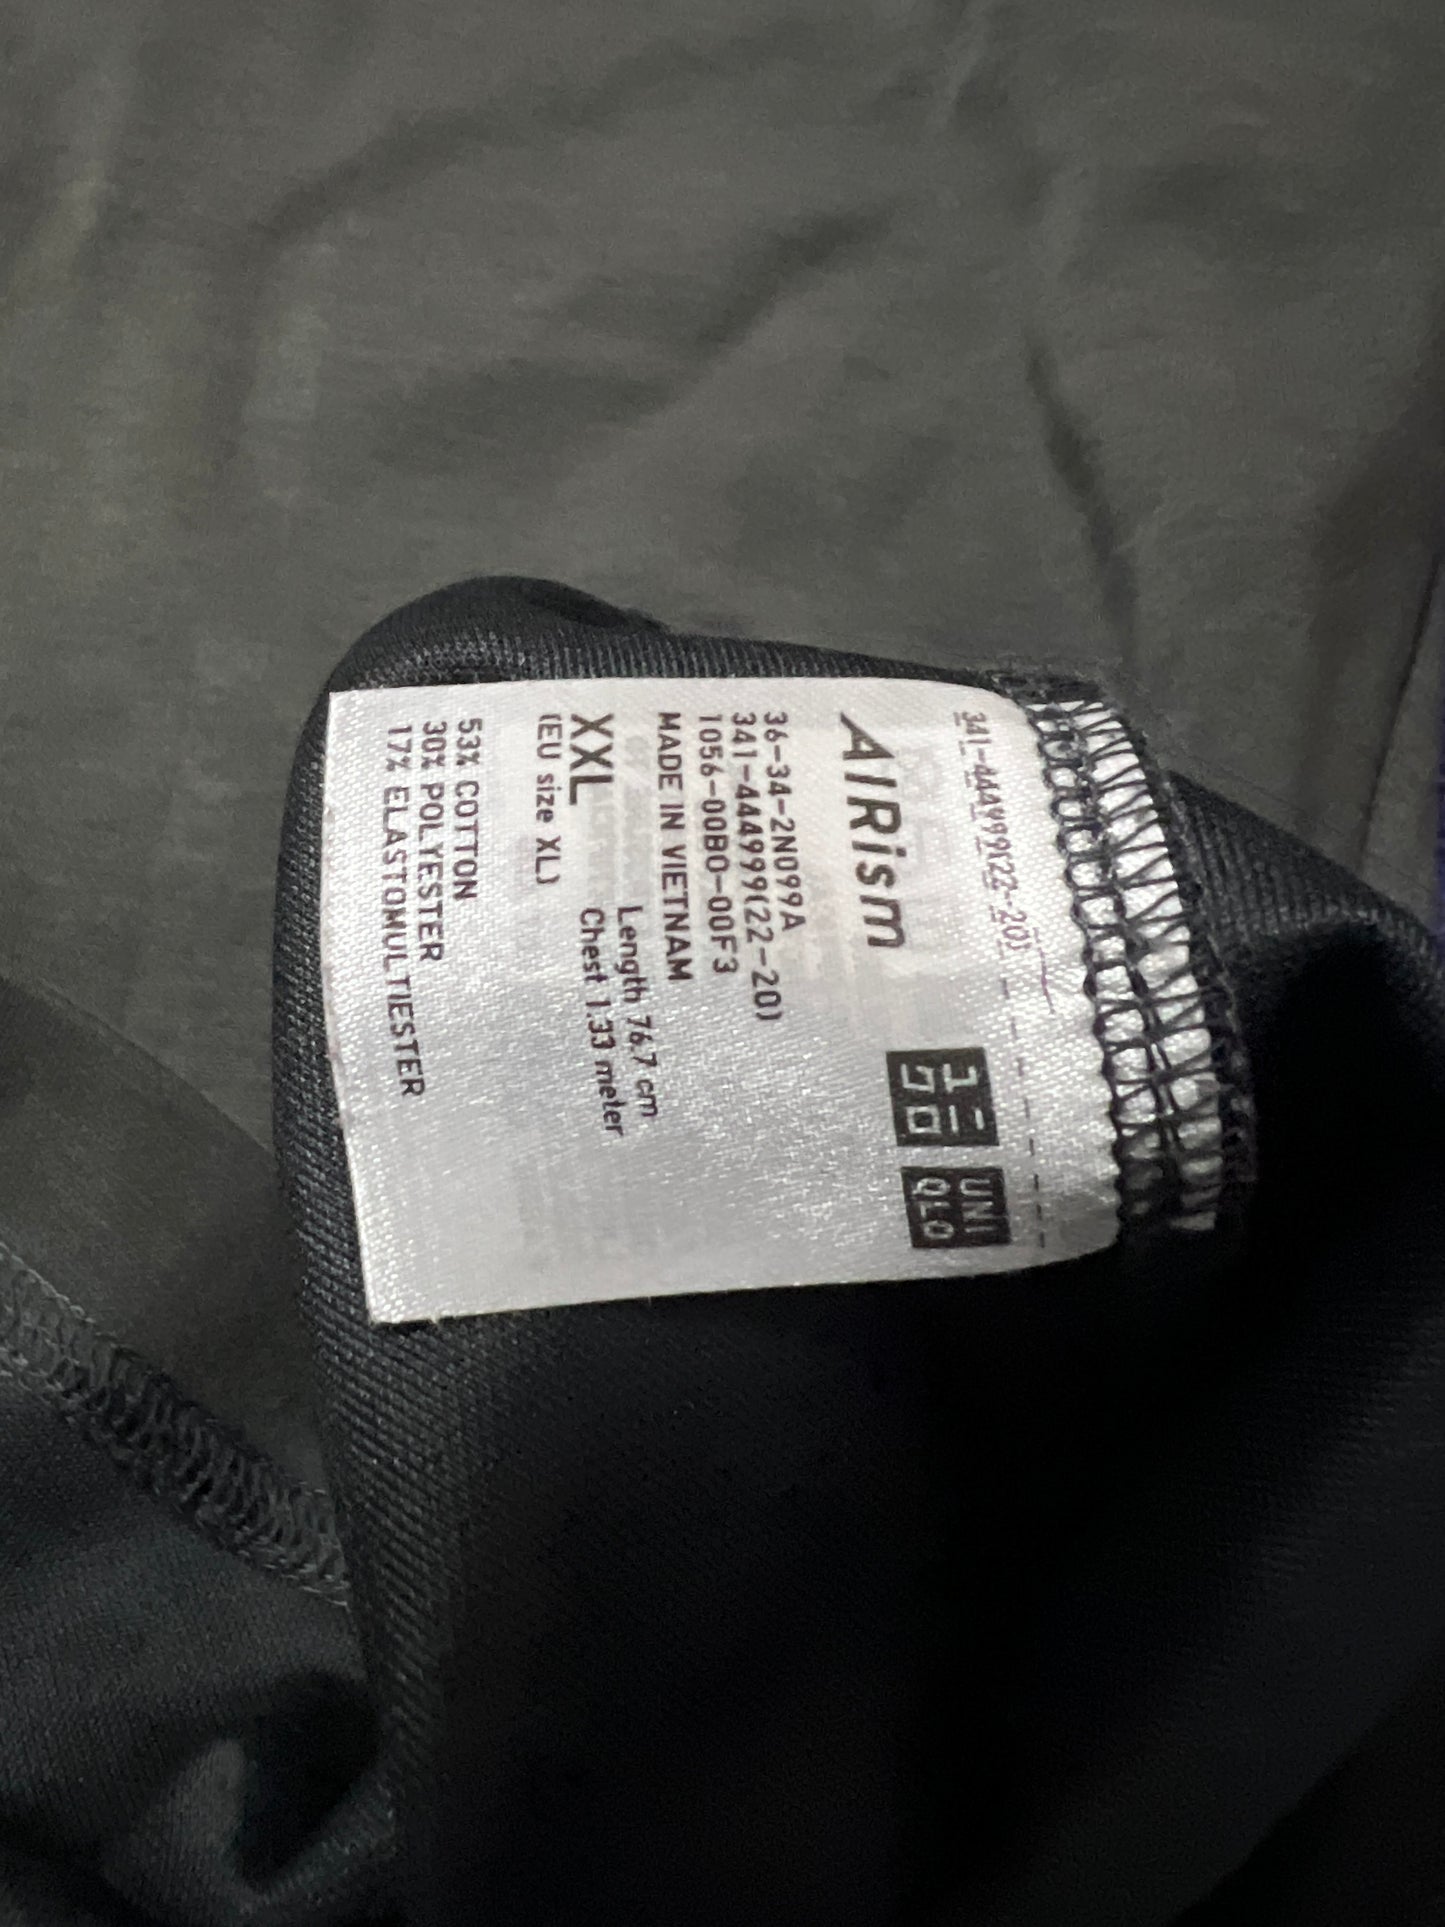 341-444999(22-20)
AIRism
ユニ
クロ
UNI
QLO
36-34-2N099A
341-444999(22-20)
1056-00B0-00F3
MADE IN VIETNAM
Length 76.7 cm
Chest 1.33 meter
XXL
(EU size XL)
53% COTTON
30% POLYESTER
17% ELASTOMULTIESTER